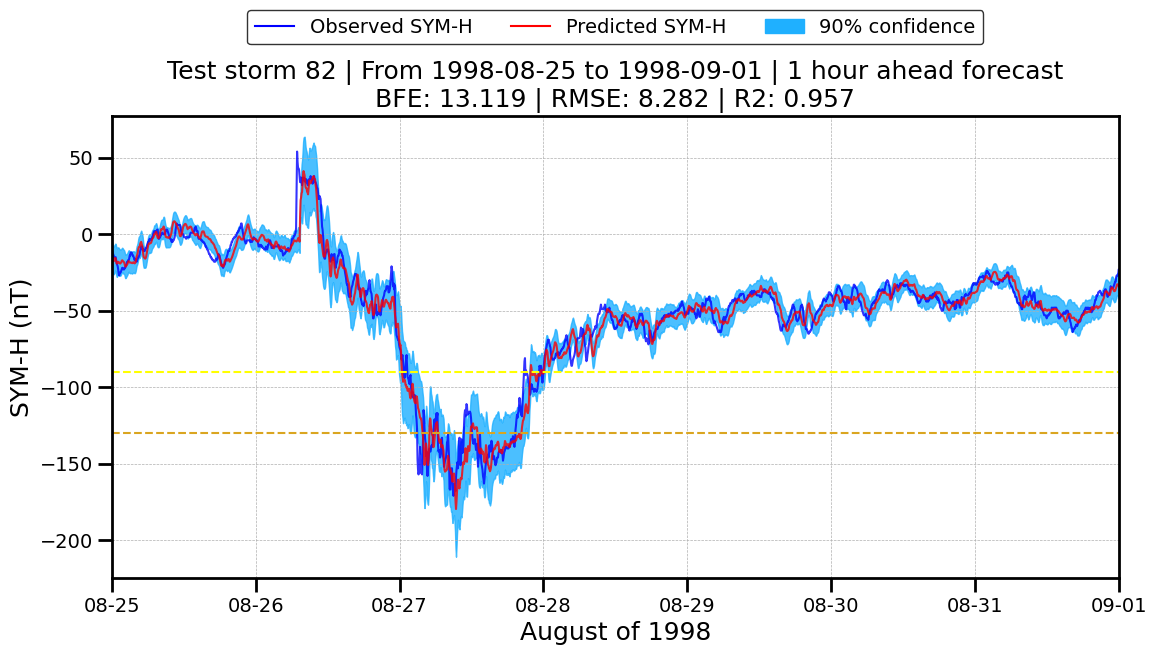 Observed SYM-H Predicted SYM-H 90% confidence
Test storm 82 | From 1998-08-25 to 1998-09-01 | 1 hour ahead forecast
BFE: 13.119 | RMSE: 8.282 | R2: 0.957
SYM-H (nT)
50
0
−50
−100
−150
−200
08-25 08-26 08-27 08-28 08-29 08-30 08-31 09-01
August of 1998